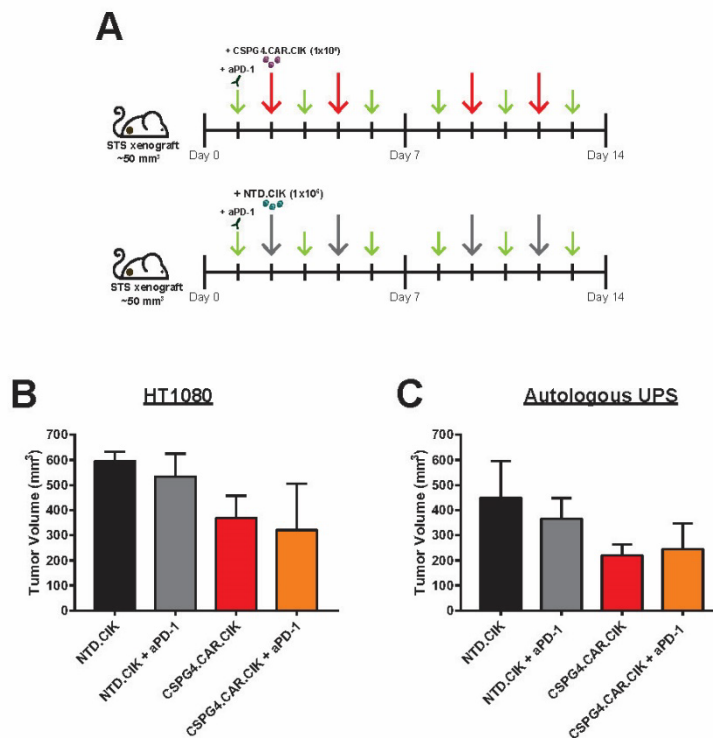 A
+ CSPG4.CAR.CIK (1x10⁶)
+ aPD-1
STS xenograft
~50 mm³
Day 0
Day 7
Day 14
+ NTD.CIK (1x10⁶)
+ aPD-1
STS xenograft
~50 mm³
Day 0
Day 7
Day 14
B
HT1080
Tumor Volume (mm³)
700
600
500
400
300
200
100
0
NTD.CIK
NTD.CIK + aPD-1
CSPG4.CAR.CIK
CSPG4.CAR.CIK + aPD-1
C
Autologous UPS
Tumor Volume (mm³)
700
600
500
400
300
200
100
0
NTD.CIK
NTD.CIK + aPD-1
CSPG4.CAR.CIK
CSPG4.CAR.CIK + aPD-1